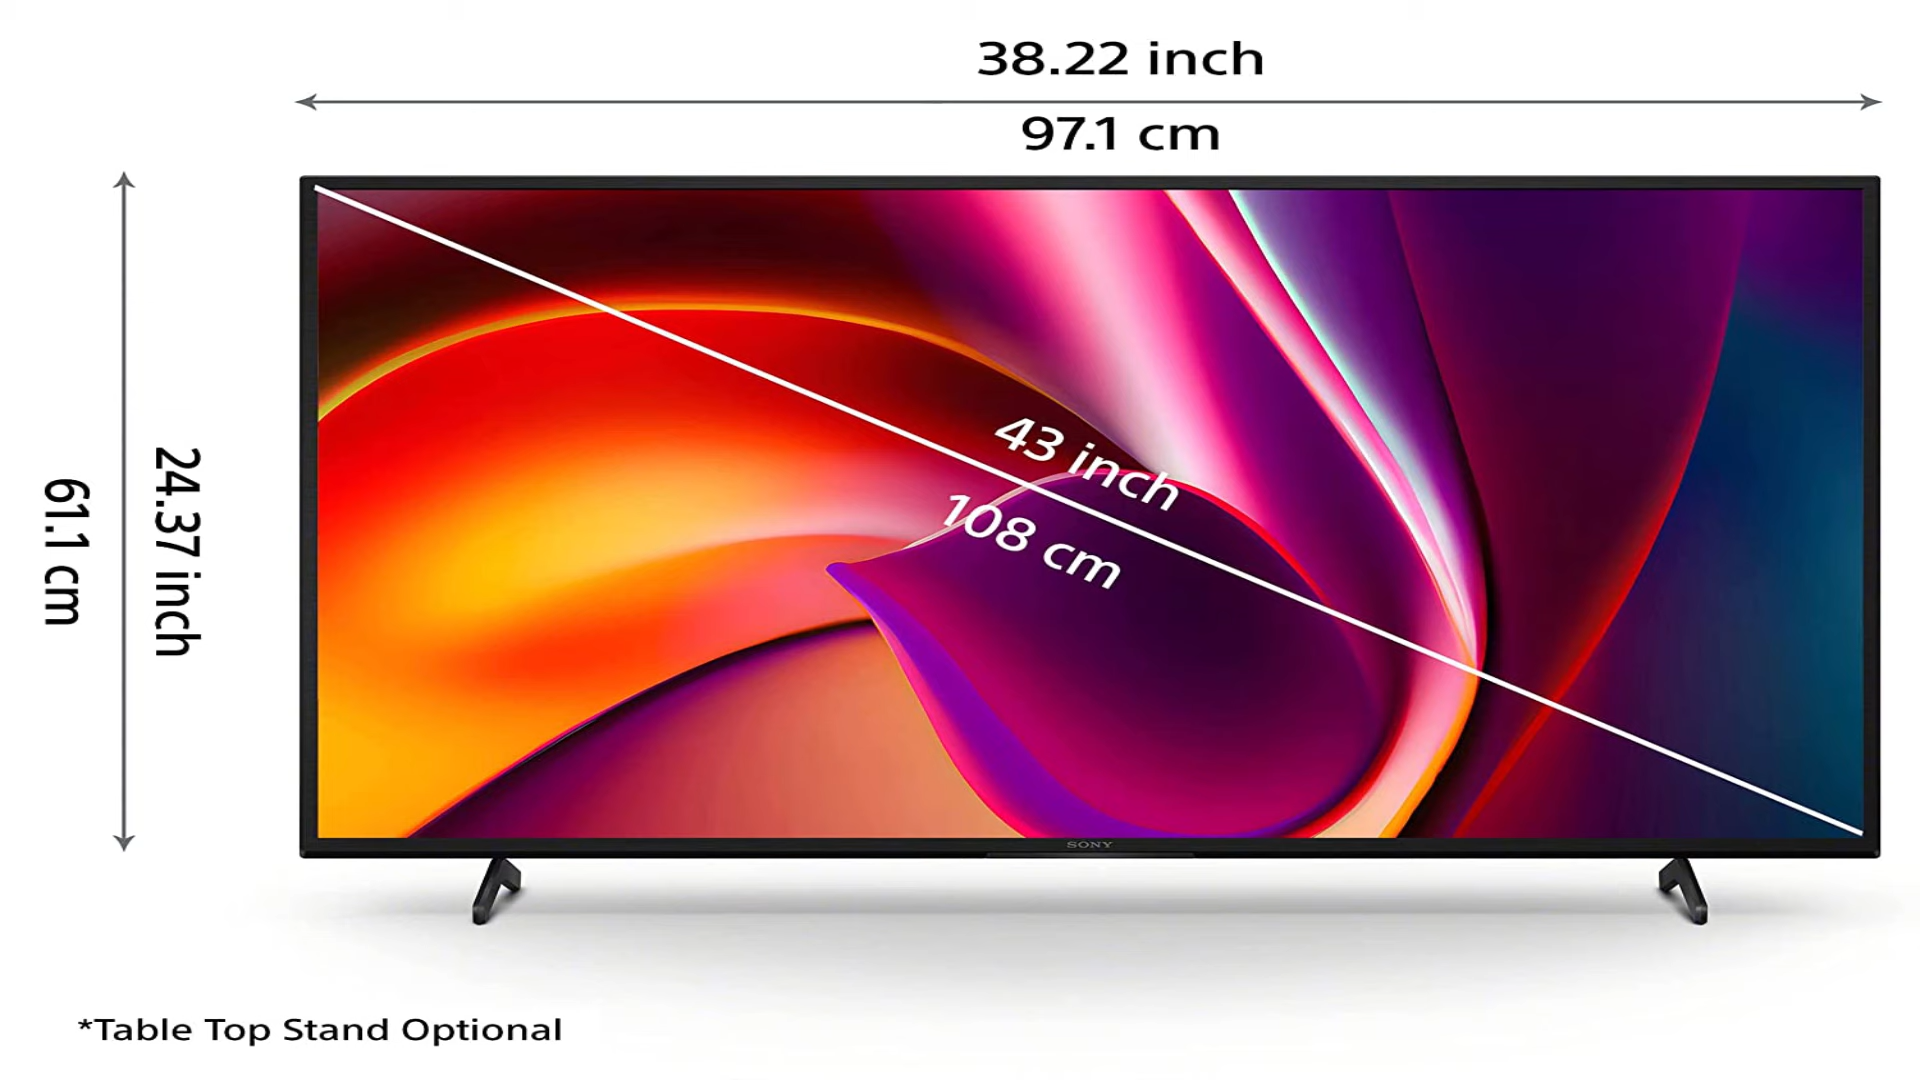 38.22 inch
97.1 cm
61.1 cm
24.37 inch
43 inch
108 cm
SONY
*Table Top Stand Optional